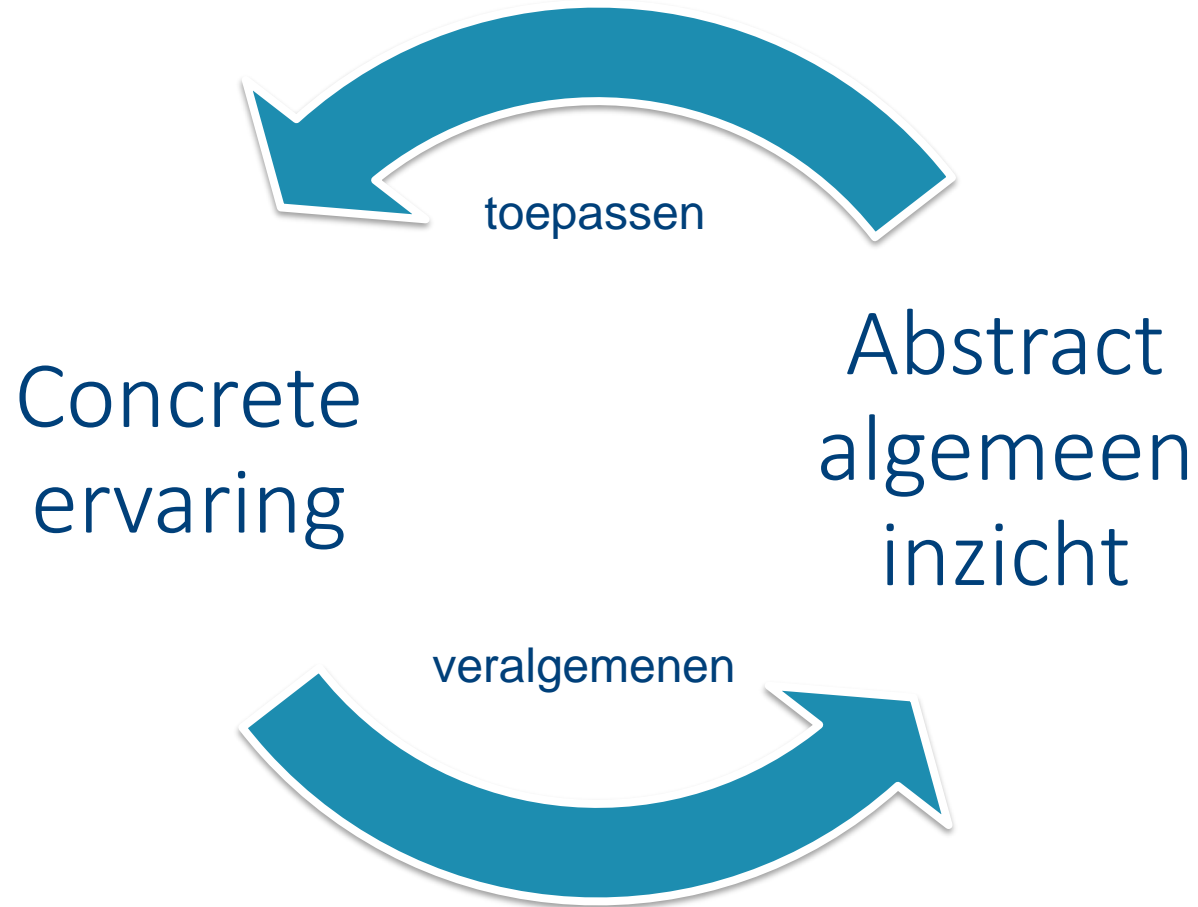 toepassen
Concrete
ervaring
Abstract
algemeen
inzicht
veralgemenen